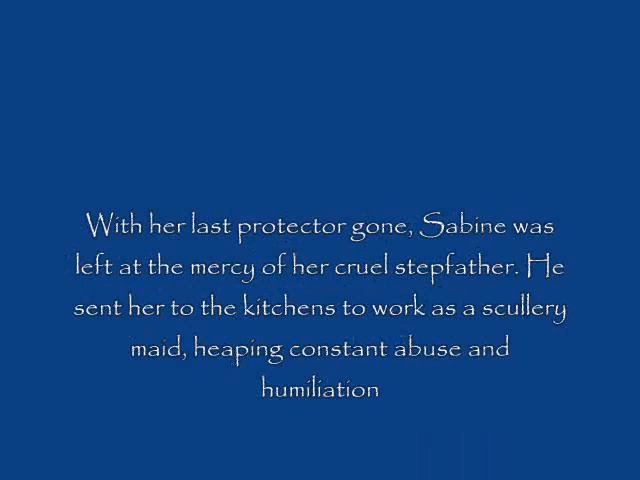 With her last protector gone, Sabine was
left at the mercy of her cruel stepfather. He
sent her to the kitchens to work as a scullery
maid, heaping constant abuse and
humiliation